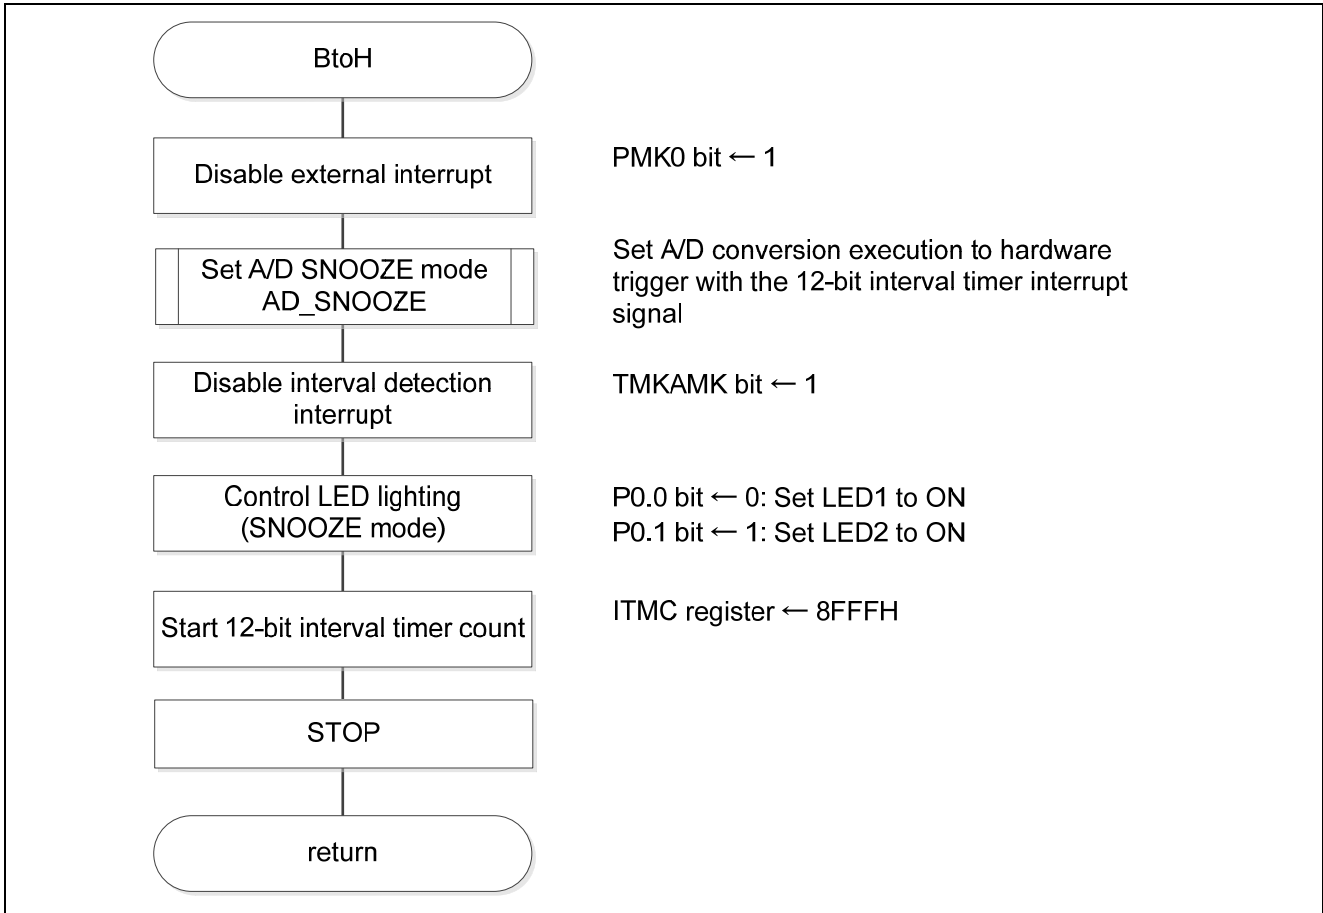 BtoH
Disable external interrupt
PMK0 bit ← 1
Set A/D SNOOZE mode
AD_SNOOZE
Set A/D conversion execution to hardware
trigger with the 12-bit interval timer interrupt
signal
Disable interval detection
interrupt
TMKAMK bit ← 1
Control LED lighting
(SNOOZE mode)
P0.0 bit ← 0: Set LED1 to ON
P0.1 bit ← 1: Set LED2 to ON
Start 12-bit interval timer count
ITMC register ← 8FFFH
STOP
return